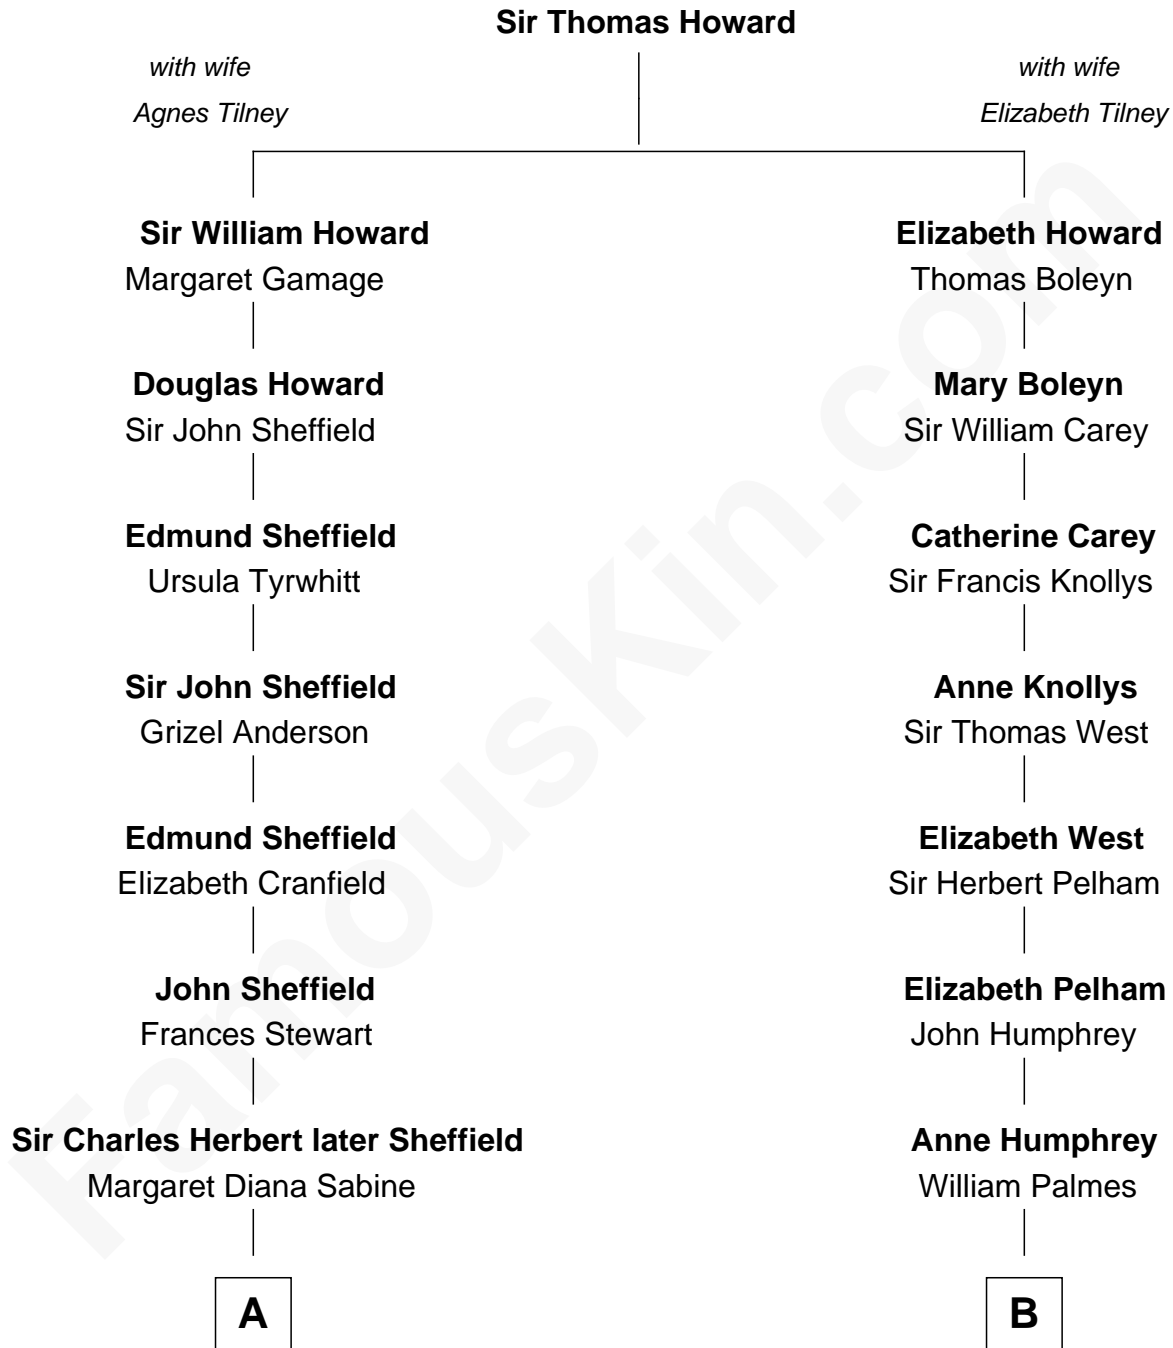 Sir Thomas Howard
with wife
Agnes Tilney
with wife
Elizabeth Tilney
Sir William Howard
Margaret Gamage
Douglas Howard
Sir John Sheffield
Edmund Sheffield
Ursula Tyrwhitt
Sir John Sheffield
Grizel Anderson
Edmund Sheffield
Elizabeth Cranfield
John Sheffield
Frances Stewart
Sir Charles Herbert later Sheffield
Margaret Diana Sabine
A
Elizabeth Howard
Thomas Boleyn
Mary Boleyn
Sir William Carey
Catherine Carey
Sir Francis Knollys
Anne Knollys
Sir Thomas West
Elizabeth West
Sir Herbert Pelham
Elizabeth Pelham
John Humphrey
Anne Humphrey
William Palmes
B
FamousKin.com